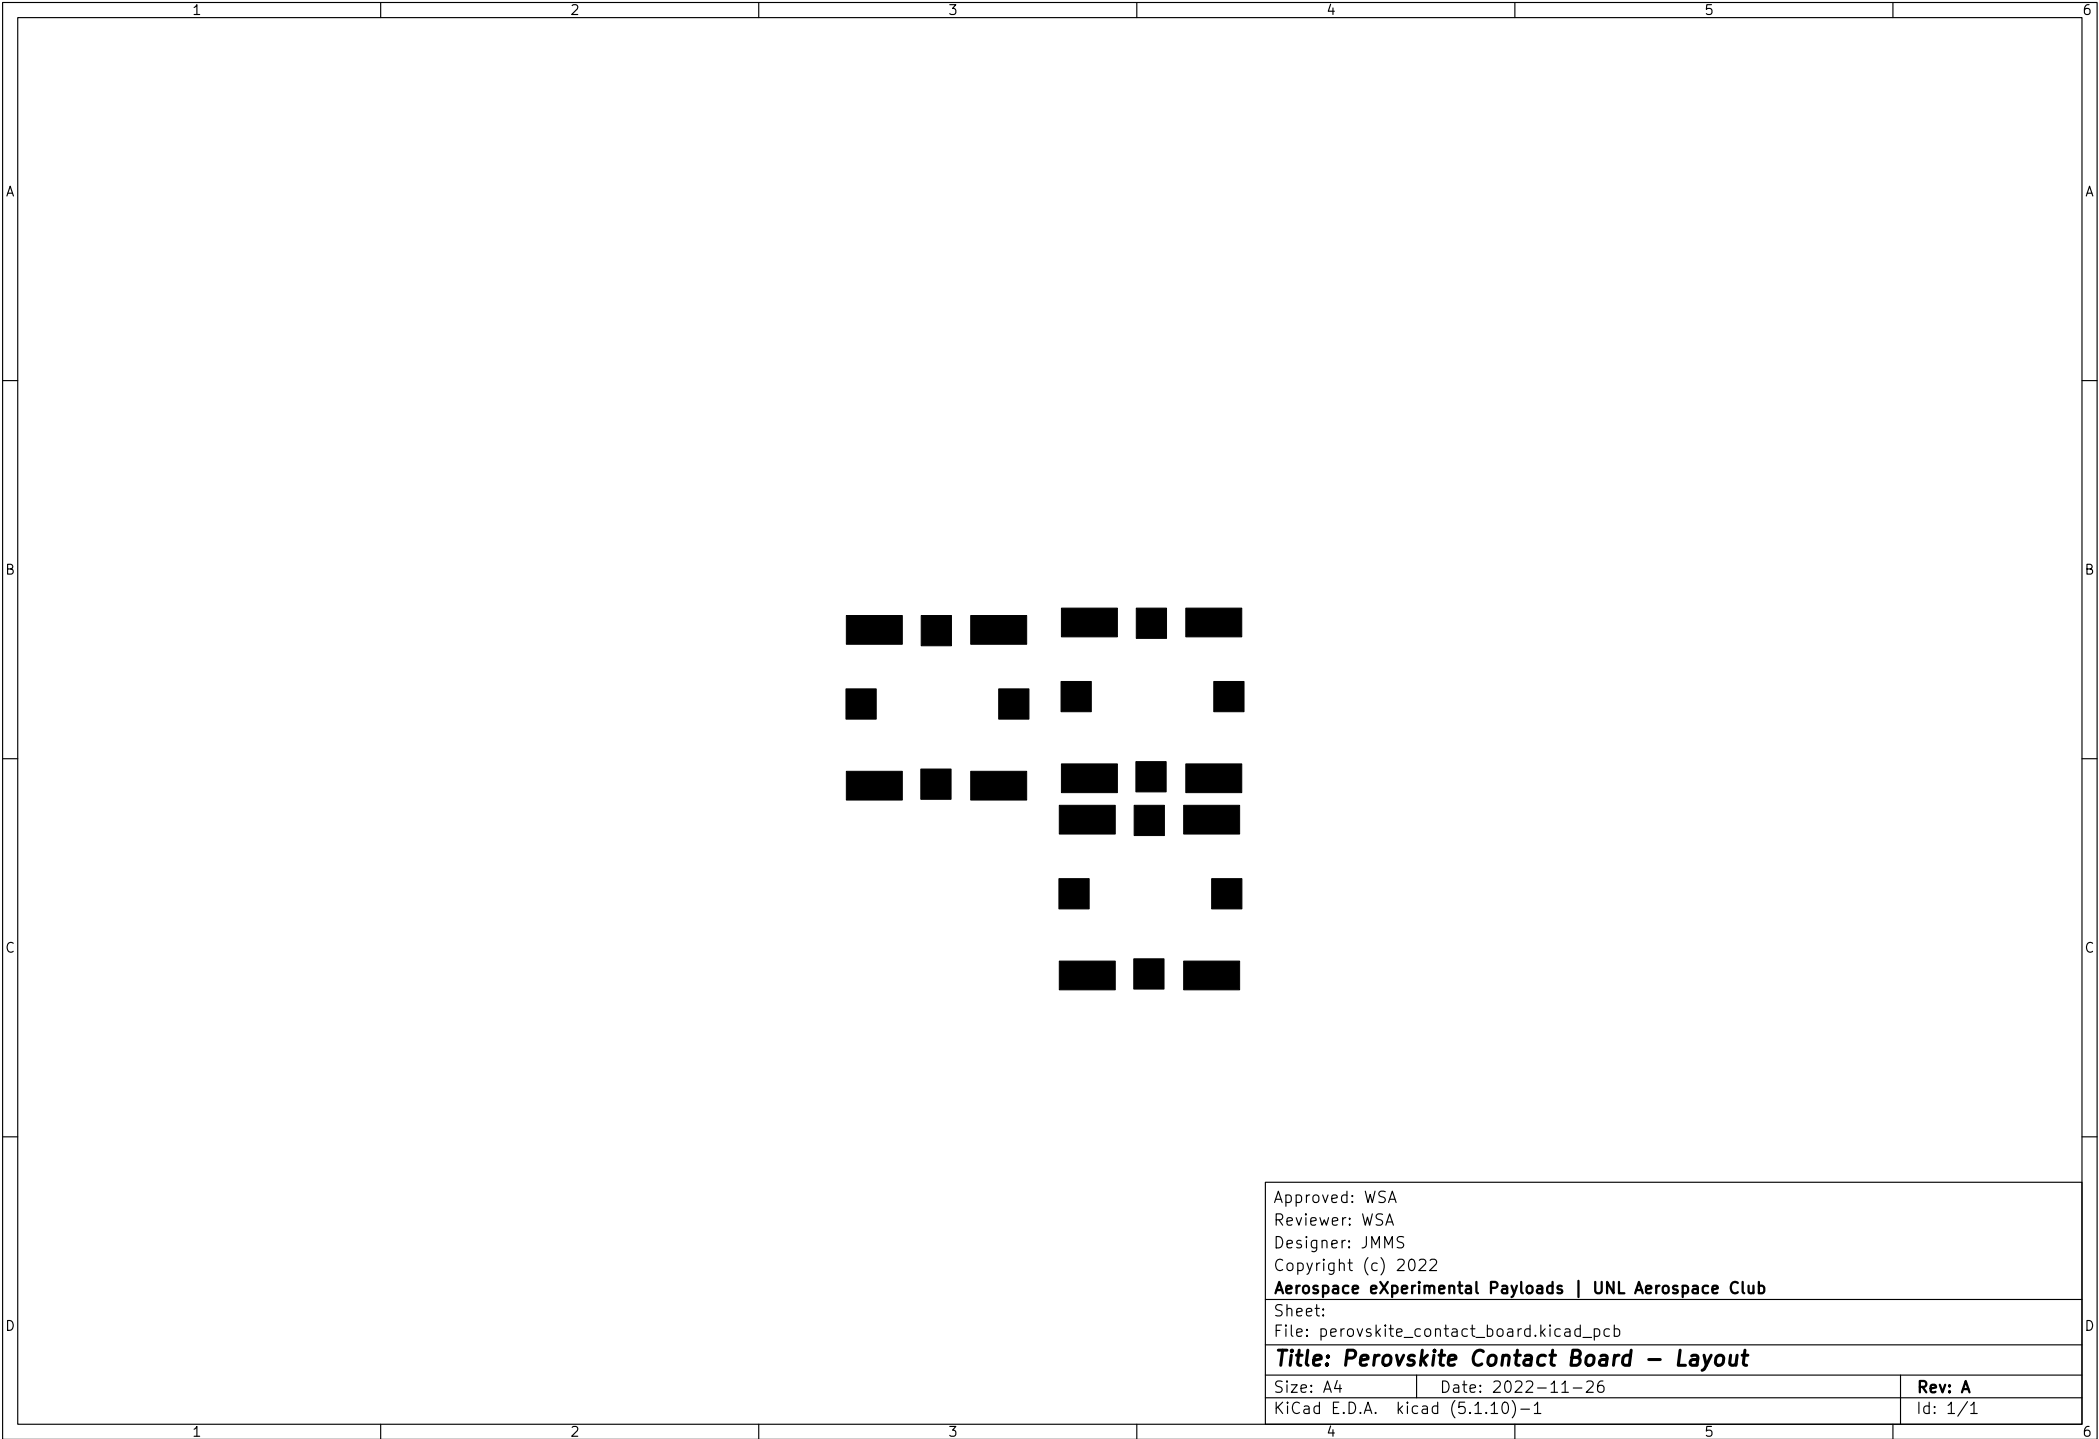 1 2 3 4 5 6
A A
B B
C C
Approved: WSA
Reviewer: WSA
Designer: JMMS
Copyright (c) 2022
Aerospace eXperimental Payloads | UNL Aerospace Club
Sheet:
D D
File: perovskite_contact_board.kicad_pcb
Title: Perovskite Contact Board – Layout
Size: A4 Date: 2022–11–26 Rev: A
KiCad E.D.A. kicad (5.1.10)–1 Id: 1/1
1 2 3 4 5 6